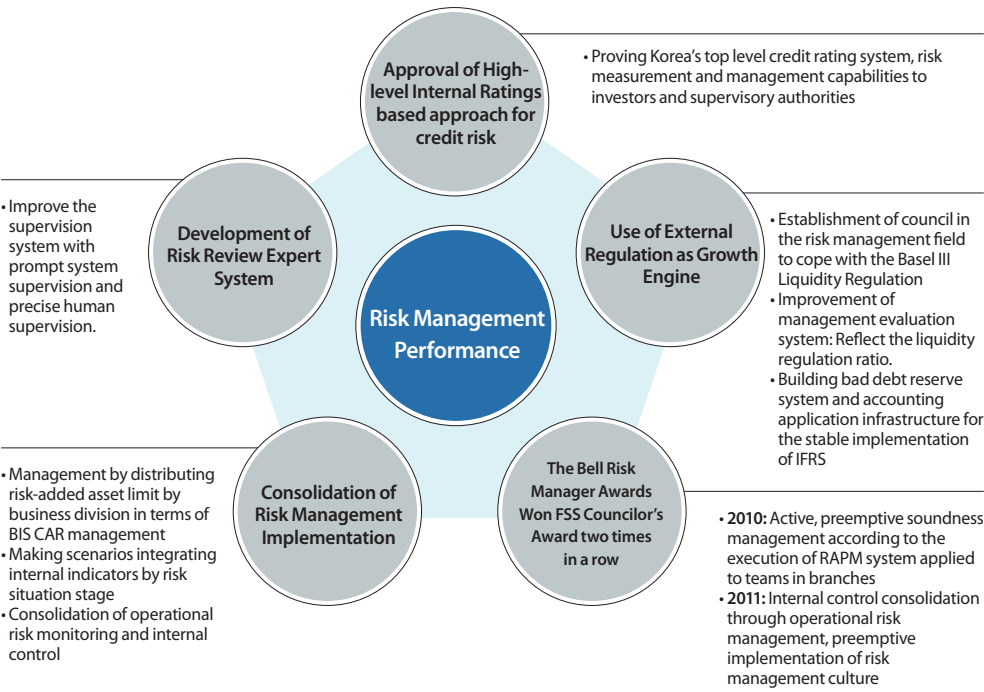 Approval of High-
level Internal Ratings
based approach for
credit risk
• Proving Korea’s top level credit rating system, risk
measurement and management capabilities to
investors and supervisory authorities
Development of
Risk Review Expert
System
• Improve the
supervision
system with
prompt system
supervision and
precise human
supervision.
Use of External
Regulation as Growth
Engine
• Establishment of council in
the risk management field
to cope with the Basel III
Liquidity Regulation
• Improvement of
management evaluation
system: Reflect the liquidity
regulation ratio.
• Building bad debt reserve
system and accounting
application infrastructure for
the stable implementation
of IFRS
Risk Management
Performance
Consolidation of
Risk Management
Implementation
• Management by distributing
risk-added asset limit by
business division in terms of
BIS CAR management
• Making scenarios integrating
internal indicators by risk
situation stage
• Consolidation of operational
risk monitoring and internal
control
The Bell Risk
Manager Awards
Won FSS Councilor’s
Award two times
in a row
• 2010: Active, preemptive soundness
management according to the
execution of RAPM system applied
to teams in branches
• 2011: Internal control consolidation
through operational risk
management, preemptive
implementation of risk
management culture